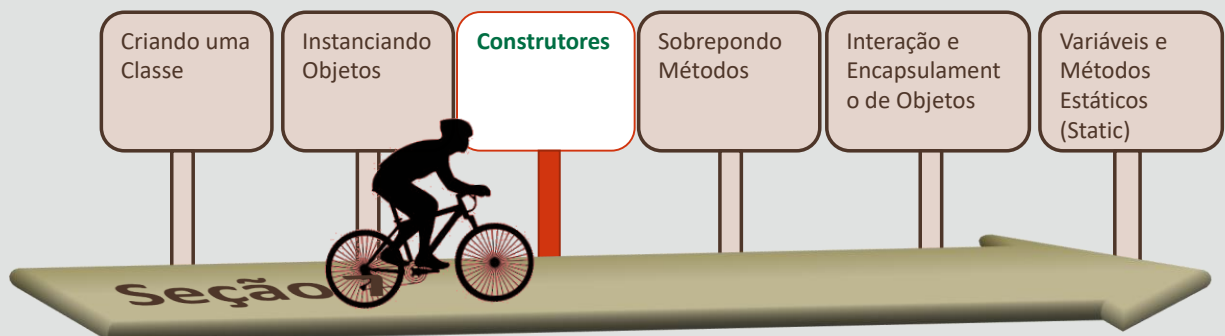 Criando uma
Classe
Instanciando
Objetos
Construtores
Sobrepondo
Métodos
Interação e
Encapsulament
o de Objetos
Variáveis e
Métodos
Estáticos
(Static)
Seção